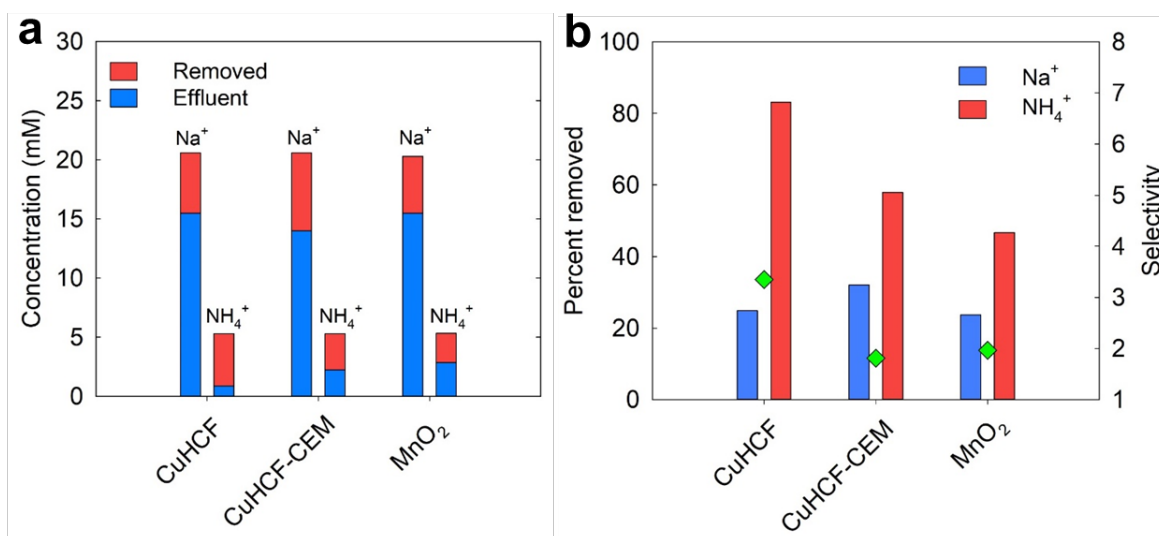 a
30
25
20
15
10
5
0
Concentration (mM)
Removed
Effluent
Na⁺
Na⁺
Na⁺
NH₄⁺
NH₄⁺
NH₄⁺
CuHCF
CuHCF-CEM
MnO₂
b
100
80
60
40
20
0
Percent removed
Na⁺
NH₄⁺
8
7
6
5
4
3
2
1
Selectivity
CuHCF
CuHCF-CEM
MnO₂